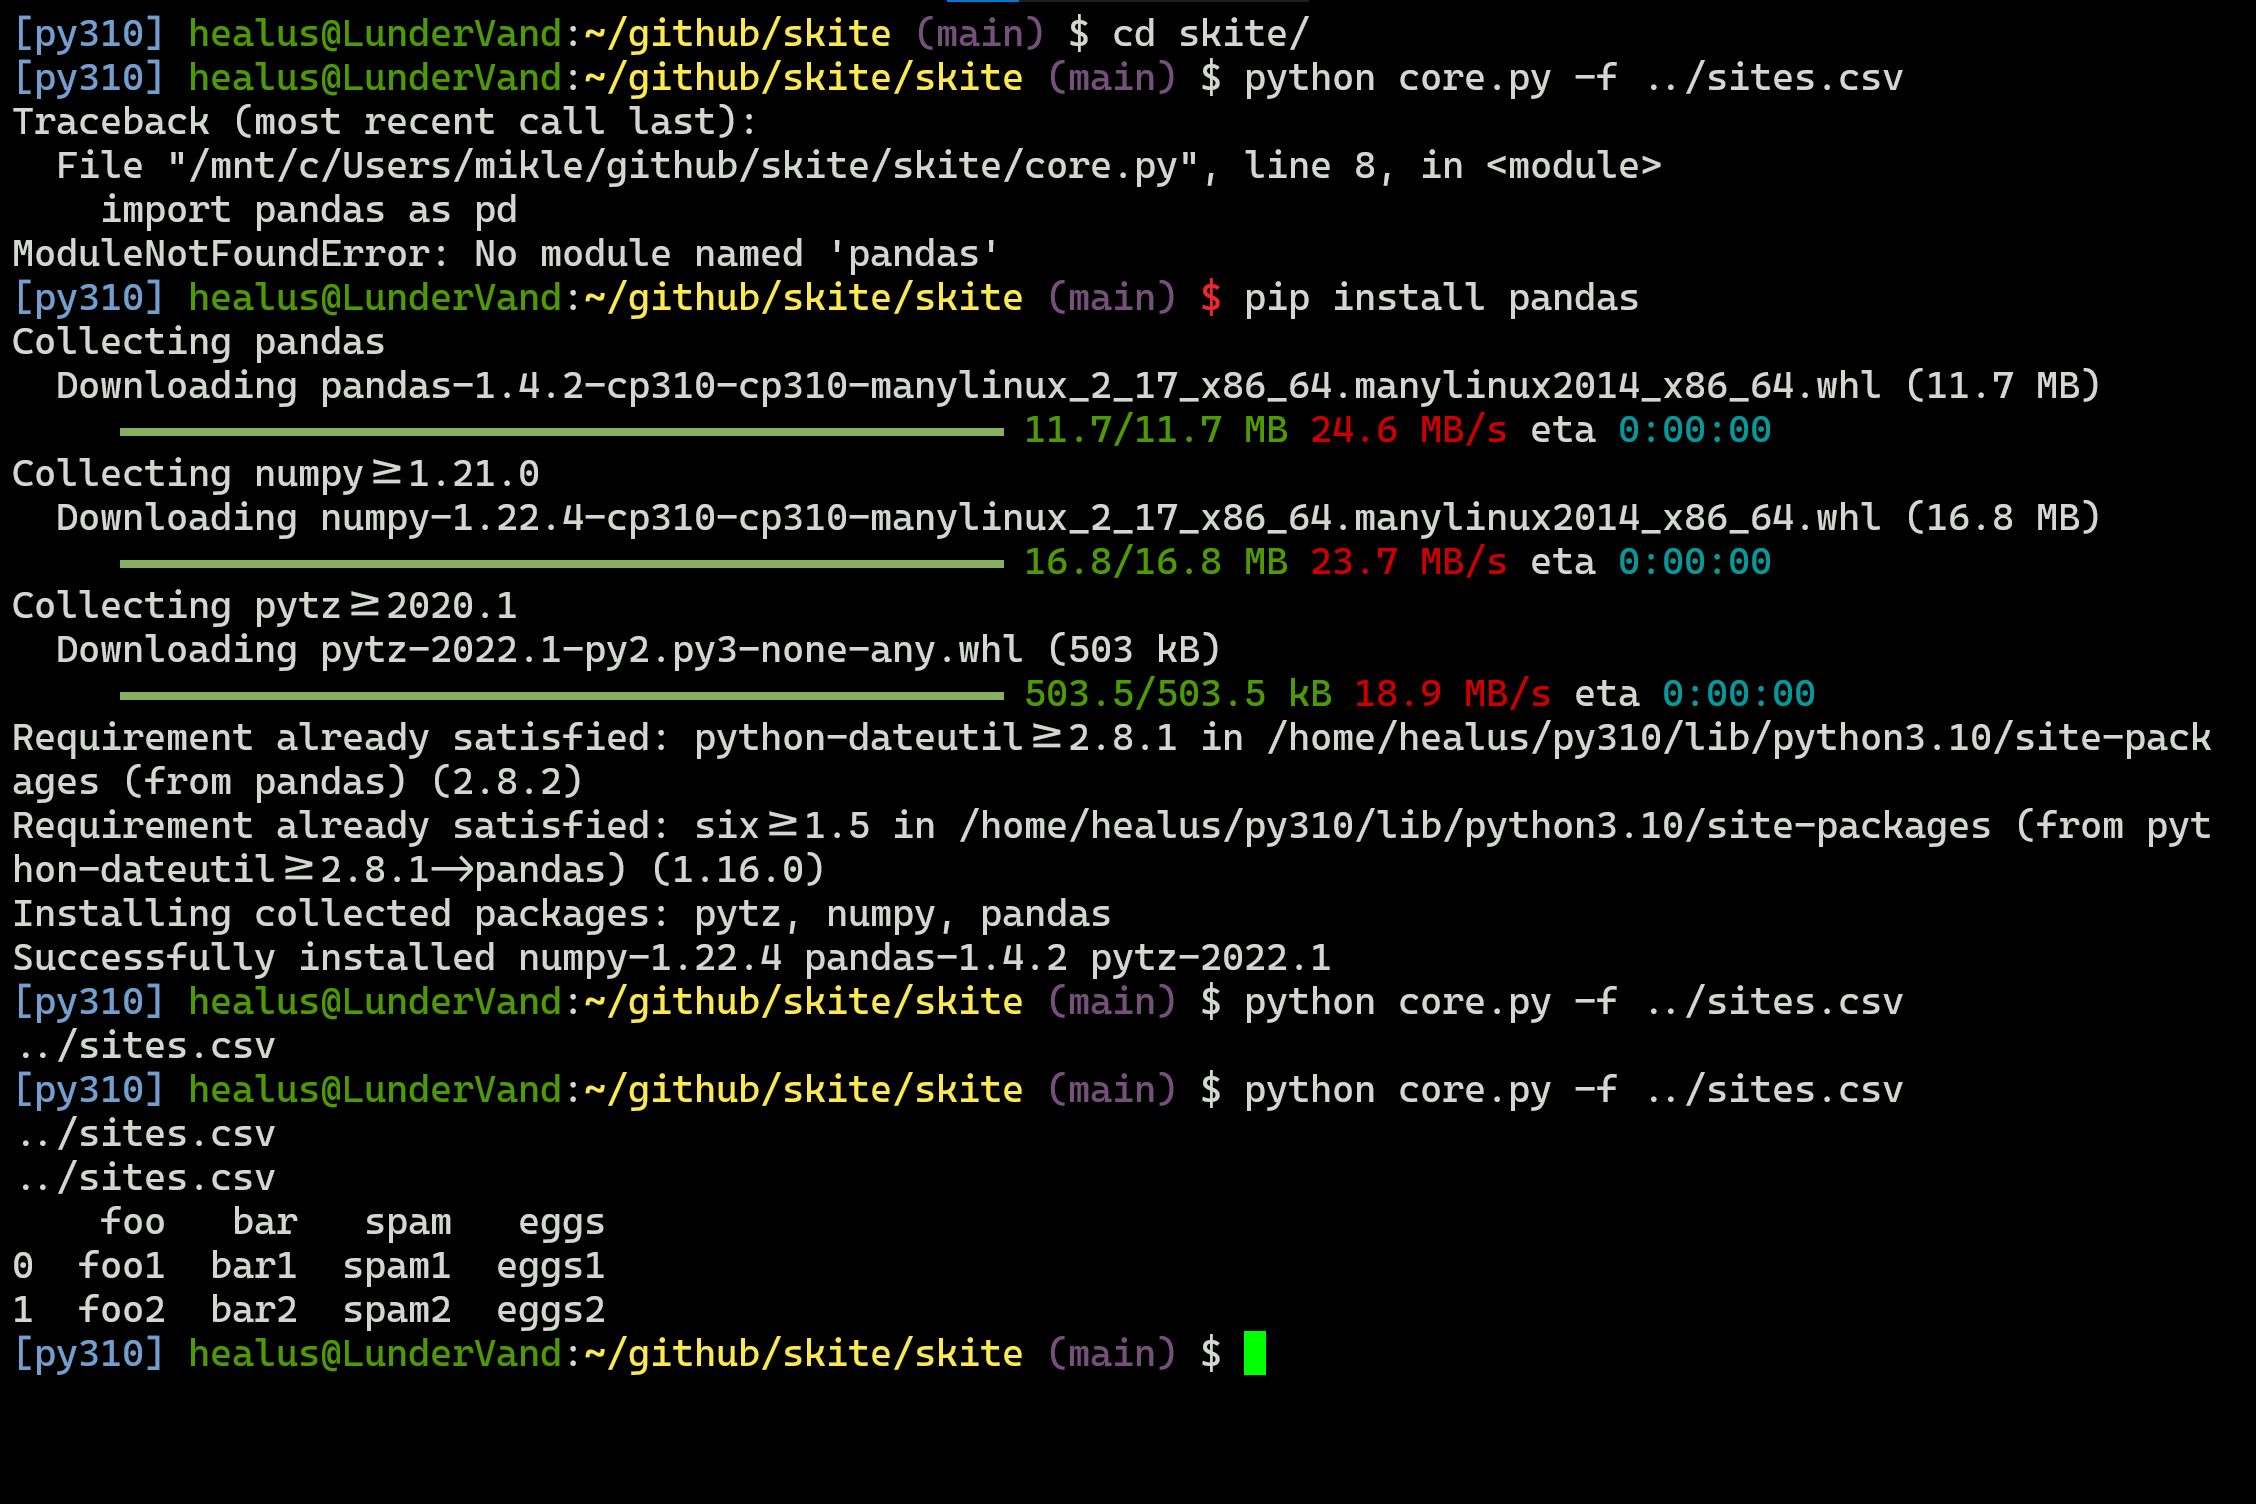 [py310] healus@LunderVand:~/github/skite (main) $ cd skite/
[py310] healus@LunderVand:~/github/skite/skite (main) $ python core.py -f ../sites.csv
Traceback (most recent call last):
  File "/mnt/c/Users/mikle/github/skite/skite/core.py", line 8, in <module>
    import pandas as pd
ModuleNotFoundError: No module named 'pandas'
[py310] healus@LunderVand:~/github/skite/skite (main) $ pip install pandas
Collecting pandas
  Downloading pandas-1.4.2-cp310-cp310-manylinux_2_17_x86_64.manylinux2014_x86_64.whl (11.7 MB)
     11.7/11.7 MB 24.6 MB/s eta 0:00:00
Collecting numpy≥1.21.0
  Downloading numpy-1.22.4-cp310-cp310-manylinux_2_17_x86_64.manylinux2014_x86_64.whl (16.8 MB)
     16.8/16.8 MB 23.7 MB/s eta 0:00:00
Collecting pytz≥2020.1
  Downloading pytz-2022.1-py2.py3-none-any.whl (503 kB)
     503.5/503.5 kB 18.9 MB/s eta 0:00:00
Requirement already satisfied: python-dateutil≥2.8.1 in /home/healus/py310/lib/python3.10/site-pack
ages (from pandas) (2.8.2)
Requirement already satisfied: six≥1.5 in /home/healus/py310/lib/python3.10/site-packages (from pyt
hon-dateutil≥2.8.1→pandas) (1.16.0)
Installing collected packages: pytz, numpy, pandas
Successfully installed numpy-1.22.4 pandas-1.4.2 pytz-2022.1
[py310] healus@LunderVand:~/github/skite/skite (main) $ python core.py -f ../sites.csv
../sites.csv
[py310] healus@LunderVand:~/github/skite/skite (main) $ python core.py -f ../sites.csv
../sites.csv
../sites.csv
    foo   bar   spam   eggs
0  foo1  bar1  spam1  eggs1
1  foo2  bar2  spam2  eggs2
[py310] healus@LunderVand:~/github/skite/skite (main) $